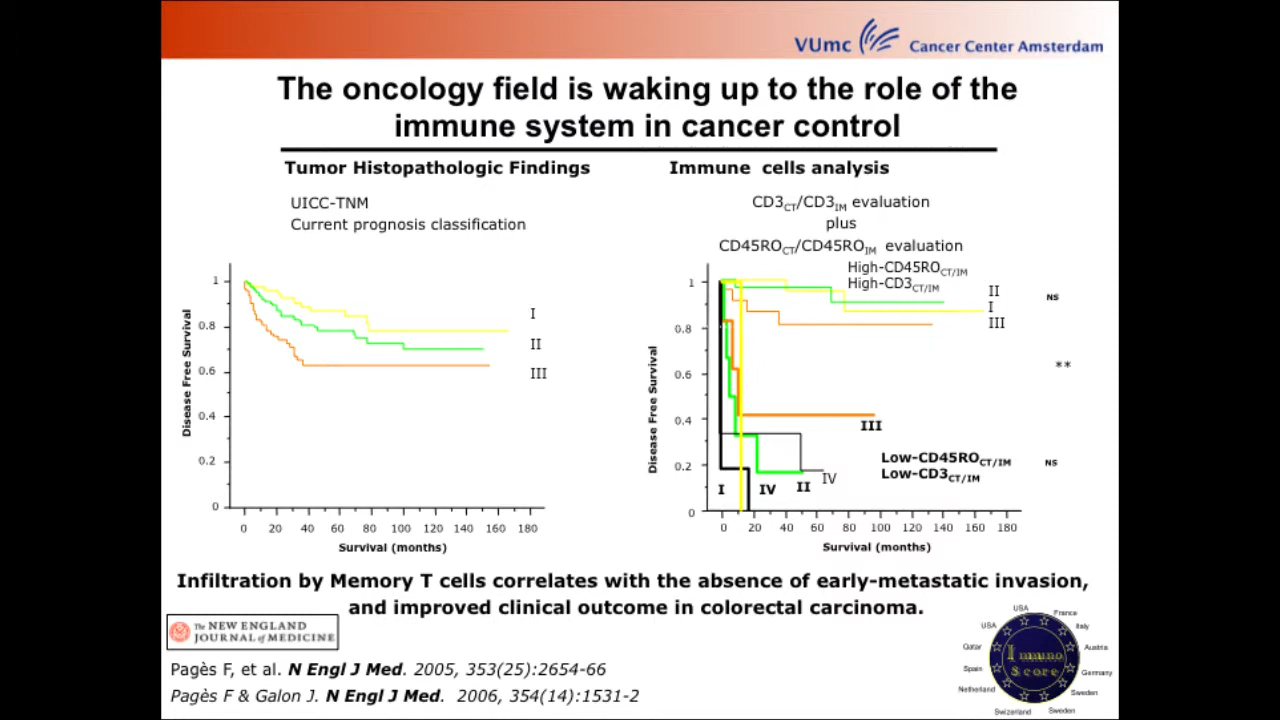 VUmc Cancer Center Amsterdam
The oncology field is waking up to the role of the
immune system in cancer control
Tumor Histopathologic Findings
UICC-TNM
Current prognosis classification
1
0.8
0.6
0.4
0.2
0
Disease Free Survival
I
II
III
0 20 40 60 80 100 120 140 160 180
Survival (months)
Immune cells analysis
CD3CT/CD3IM evaluation
plus
CD45ROCT/CD45ROIM evaluation
High-CD45ROCT/IM
High-CD3CT/IM
1
0.8
0.6
0.4
0.2
0
Disease Free Survival
II
I
III
NS
**
III
Low-CD45ROCT/IM
Low-CD3CT/IM
NS
I IV II IV
0 20 40 60 80 100 120 140 160 180
Survival (months)
Infiltration by Memory T cells correlates with the absence of early-metastatic invasion,
and improved clinical outcome in colorectal carcinoma.
The NEW ENGLAND
JOURNAL of MEDICINE
Pagès F, et al. N Engl J Med. 2005, 353(25):2654-66
Pagès F & Galon J. N Engl J Med. 2006, 354(14):1531-2
USA
France
USA
Italy
Qatar
Austria
Immuno
Score
Spain
Germany
Netherland
Sweden
Swizerland
Sweden